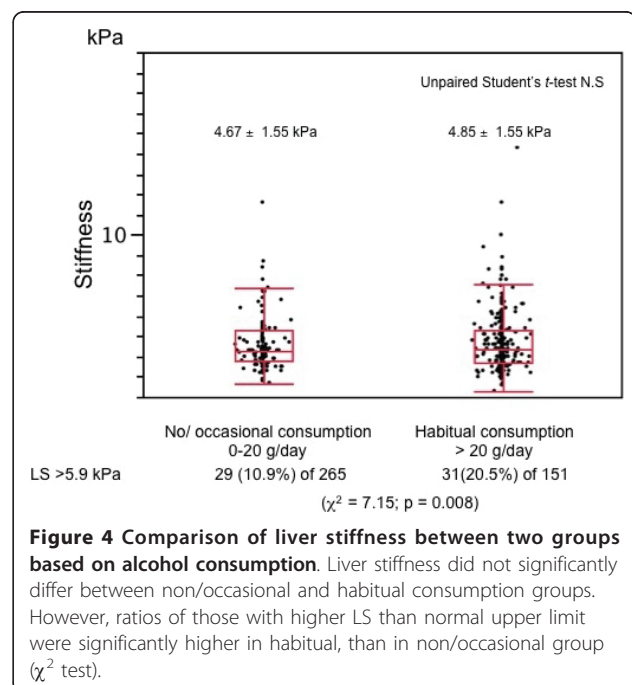 kPa
Unpaired Student's t-test N.S
4.67 ± 1.55 kPa 4.85 ± 1.55 kPa
Stiffness
10
No/ occasional consumption Habitual consumption
0-20 g/day > 20 g/day
LS >5.9 kPa 29 (10.9%) of 265 31(20.5%) of 151
(χ² = 7.15; p = 0.008)
Figure 4 Comparison of liver stiffness between two groups
based on alcohol consumption. Liver stiffness did not significantly
differ between non/occasional and habitual consumption groups.
However, ratios of those with higher LS than normal upper limit
were significantly higher in habitual, than in non/occasional group
(χ² test).